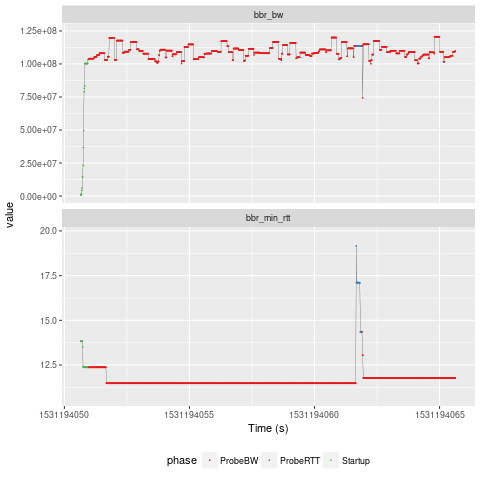 bbr_bw
1.25e+08
1.00e+08
7.50e+07
5.00e+07
2.50e+07
0.00e+00
value
bbr_min_rtt
20.0
17.5
15.0
12.5
1531194050 1531194055 1531194060 1531194065
Time (s)
phase ProbeBW ProbeRTT Startup